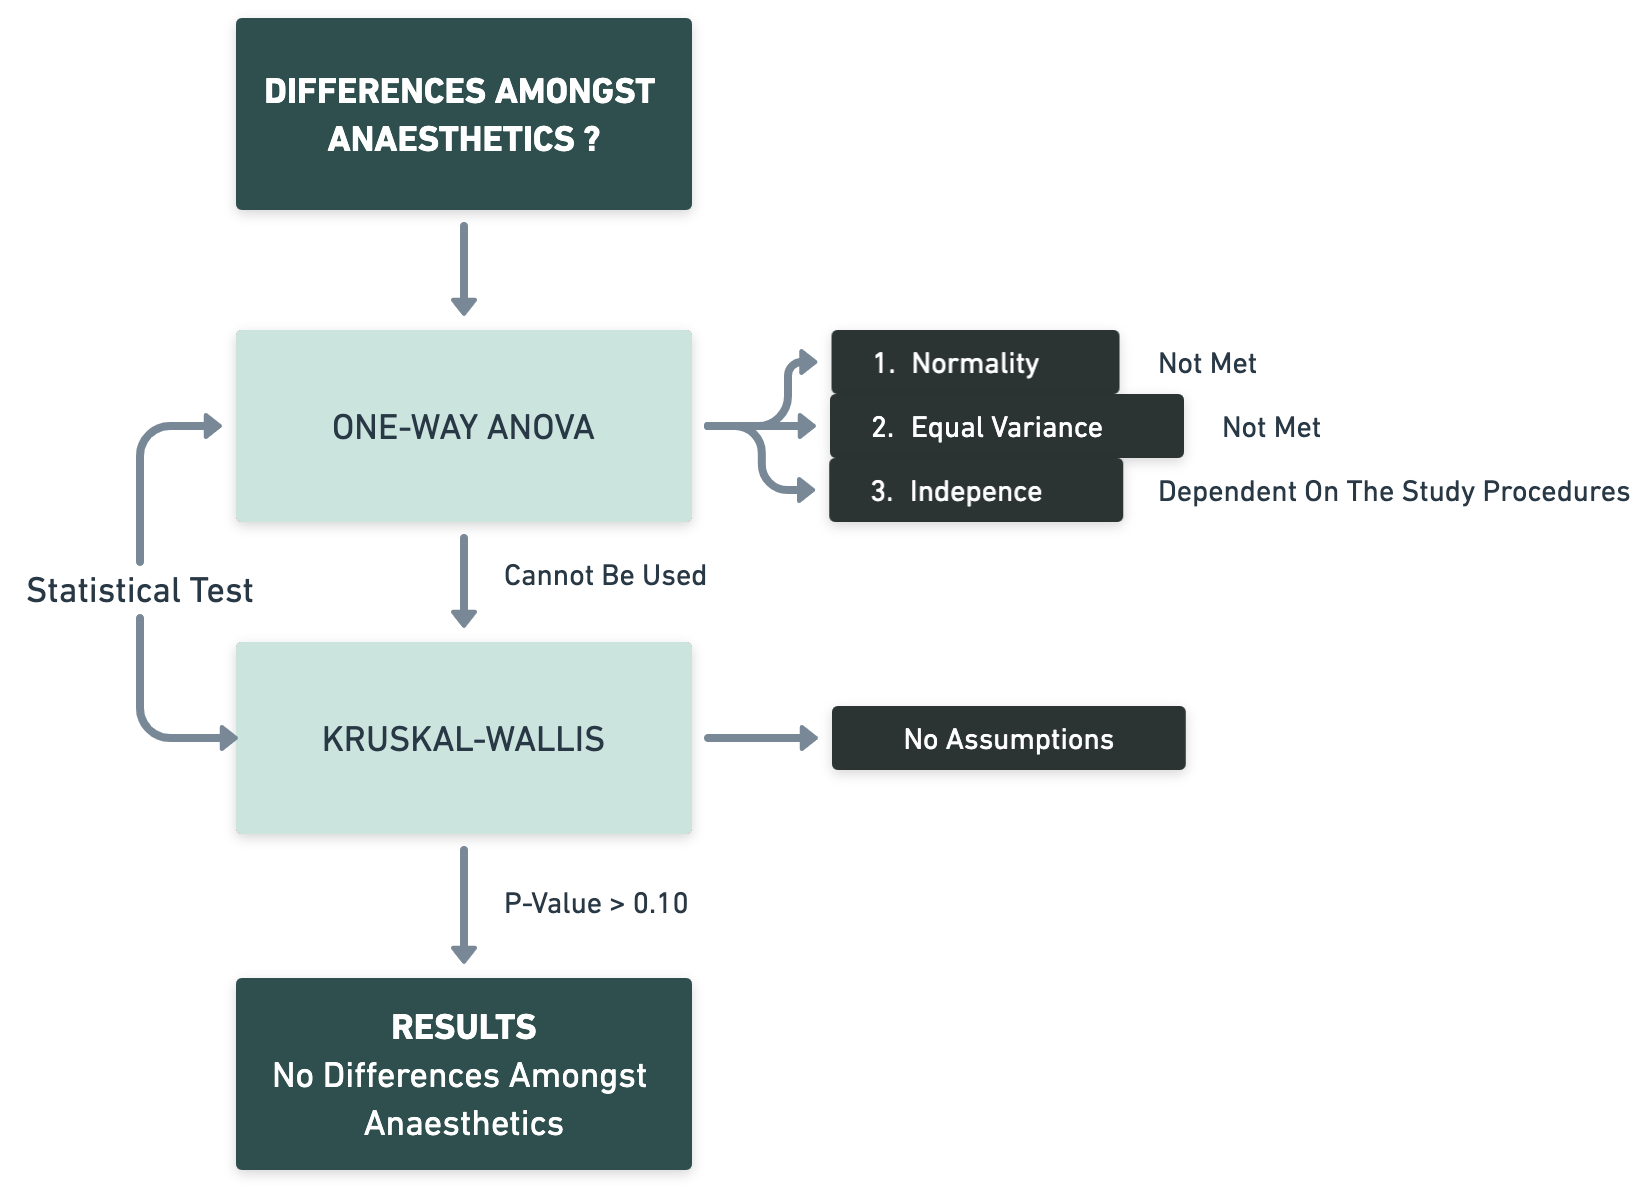 DIFFERENCES AMONGST
ANAESTHETICS ?
ONE-WAY ANOVA
1. Normality
Not Met
2. Equal Variance
Not Met
3. Indepence
Dependent On The Study Procedures
Cannot Be Used
Statistical Test
KRUSKAL-WALLIS
No Assumptions
P-Value > 0.10
RESULTS
No Differences Amongst
Anaesthetics